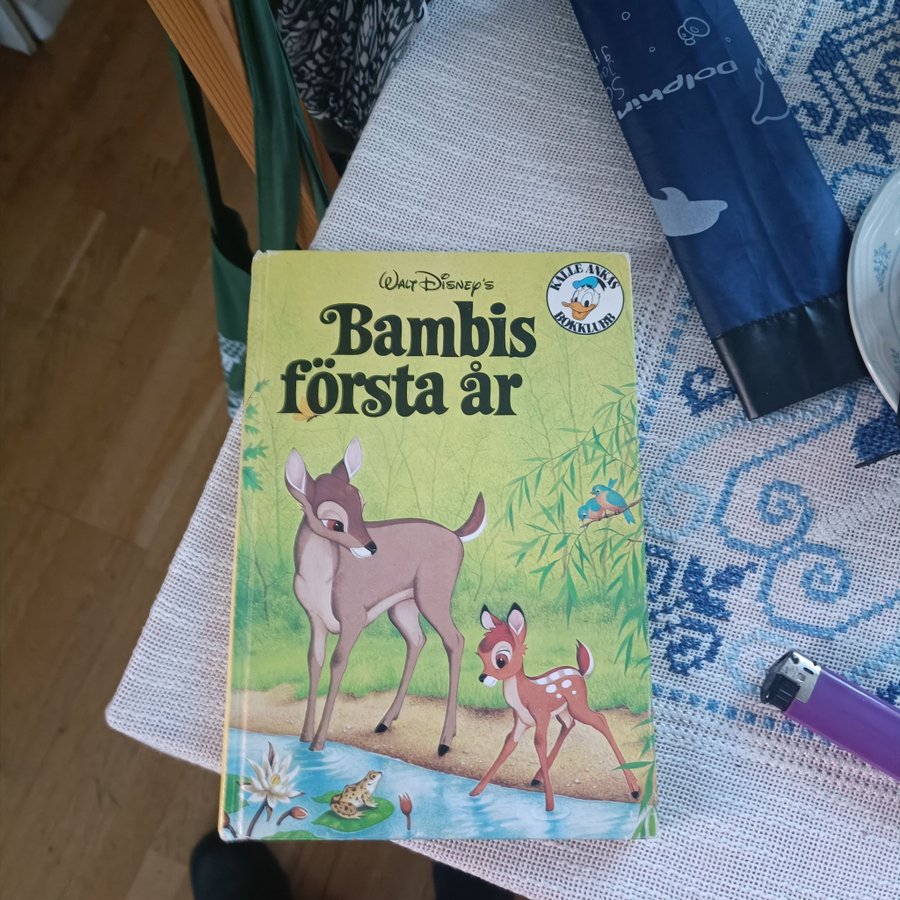 WALT DISNEY'S
Bambis
första år
KALLE ANKAS
BOKKLUBB
Dolphin